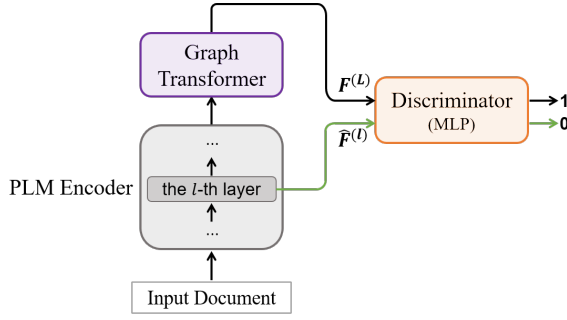 Graph
Transformer
F^(L)
Discriminator
(MLP)
1
0
F̂^(l)
...
PLM Encoder
the l-th layer
...
Input Document